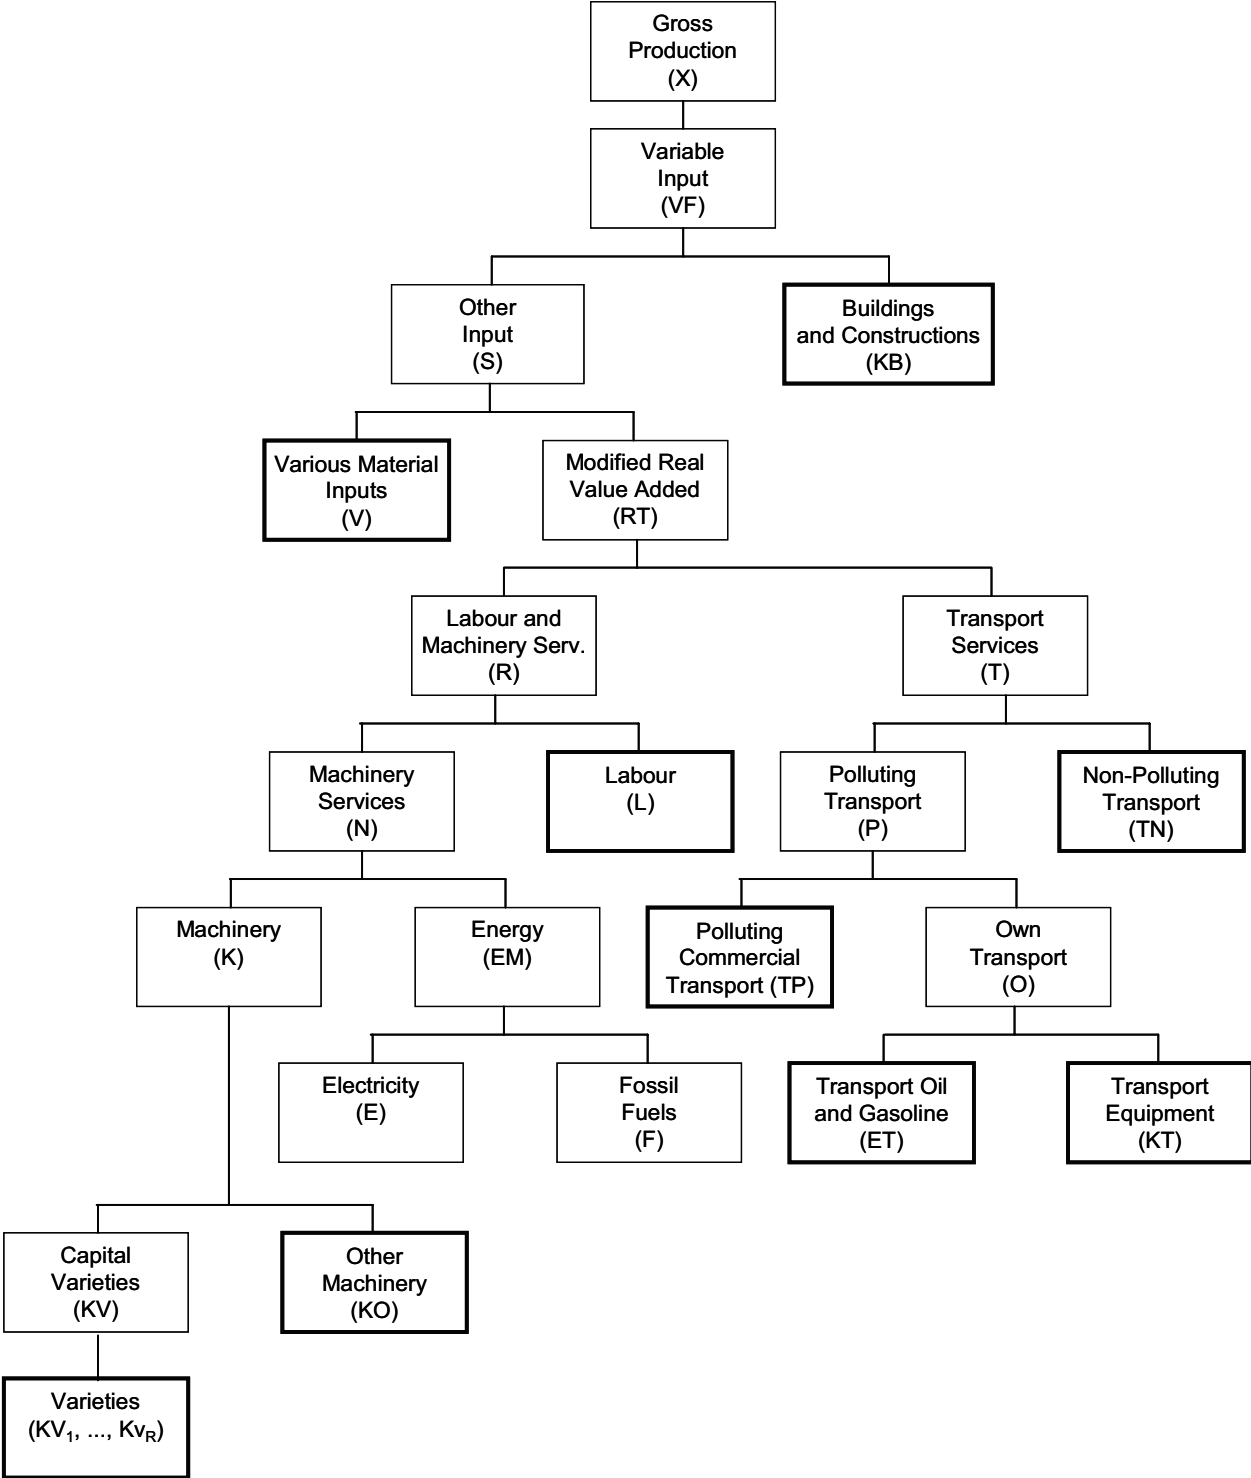 Gross
Production
(X)
Variable
Input
(VF)
Other
Input
(S)
Buildings
and Constructions
(KB)
Various Material
Inputs
(V)
Modified Real
Value Added
(RT)
Labour and
Machinery Serv.
(R)
Transport
Services
(T)
Machinery
Services
(N)
Labour
(L)
Polluting
Transport
(P)
Non-Polluting
Transport
(TN)
Machinery
(K)
Energy
(EM)
Polluting
Commercial
Transport (TP)
Own
Transport
(O)
Electricity
(E)
Fossil
Fuels
(F)
Transport Oil
and Gasoline
(ET)
Transport
Equipment
(KT)
Capital
Varieties
(KV)
Other
Machinery
(KO)
Varieties
(KV₁, ..., Kv_R)